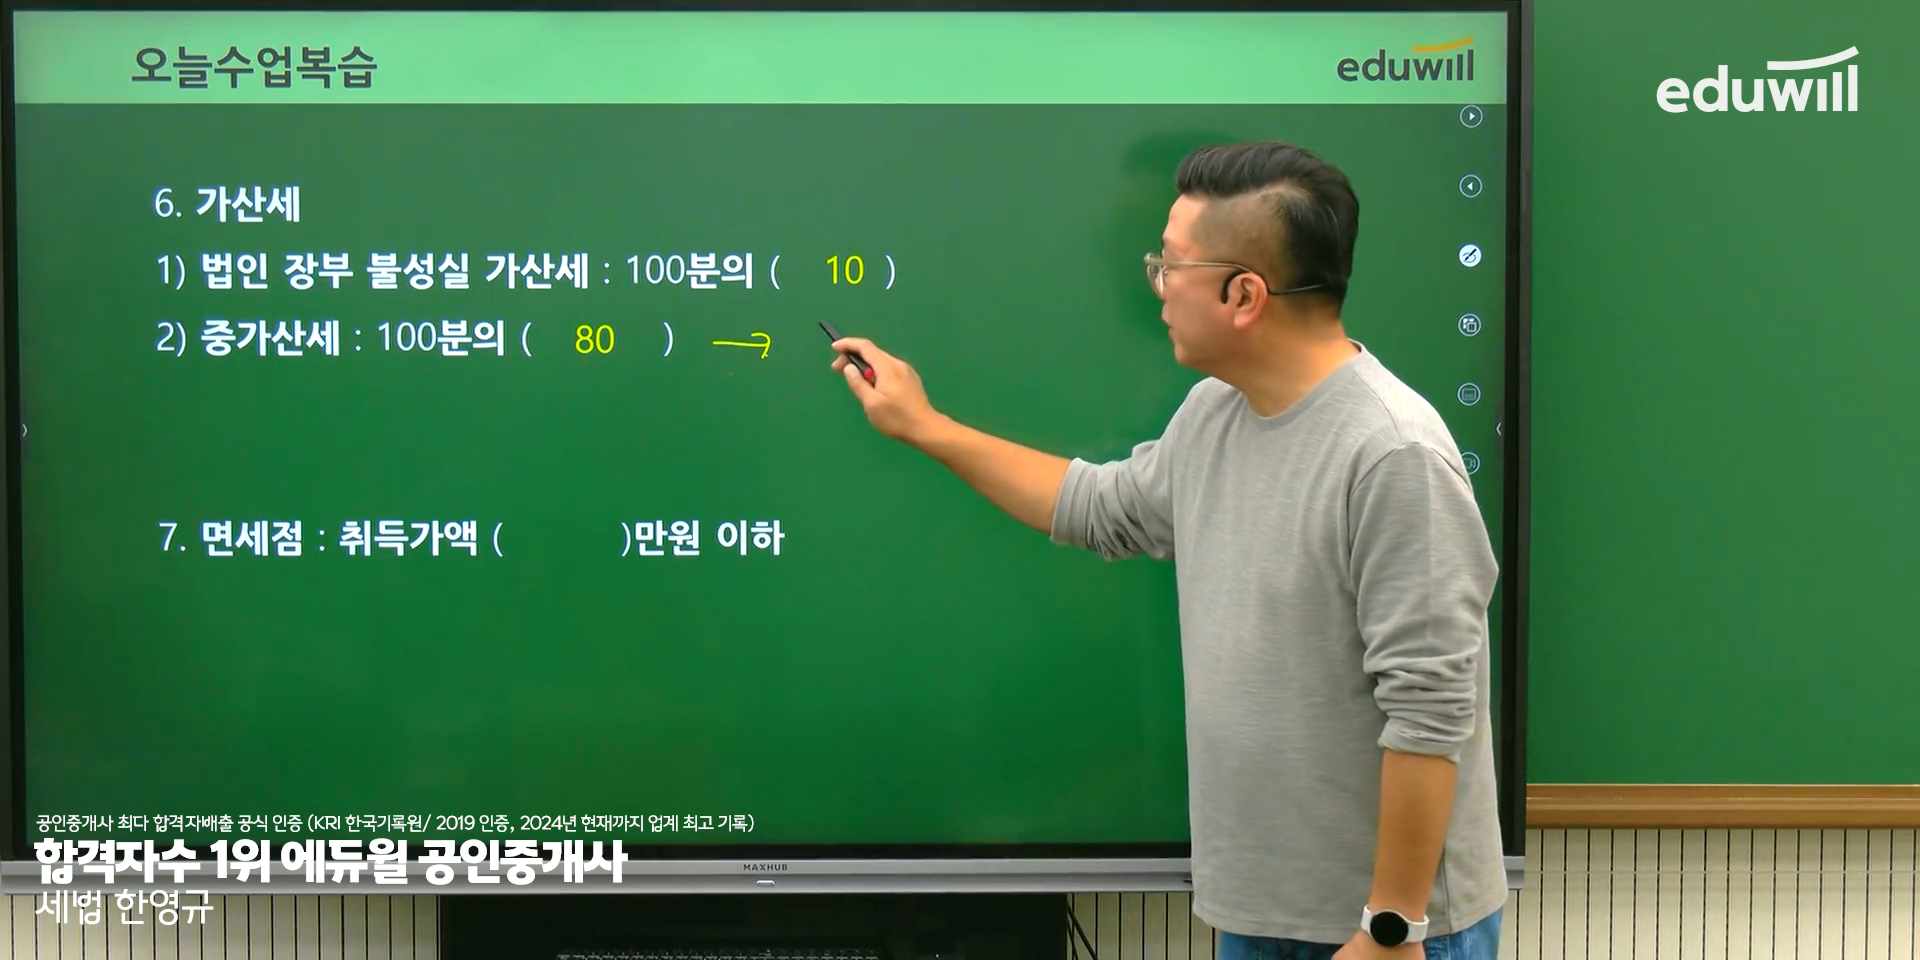 오늘수업복습
eduwill
eduwill
6. 가산세
1) 법인 장부 불성실 가산세 : 100분의 ( 10 )
2) 중가산세 : 100분의 ( 80 ) →
7. 면세점 : 취득가액 ( )만원 이하
공인중개사 최다 합격자배출 공식 인증 (KRI 한국기록원/ 2019 인증, 2024년 현재까지 업계 최고 기록)
합격자수 1위 에듀윌 공인중개사
세법 한영규
MAXHUB